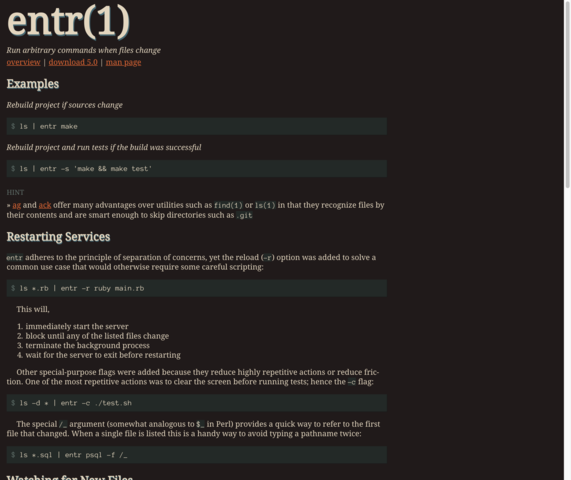 entr(1)
Run arbitrary commands when files change
overview | download 5.0 | man page
Examples
Rebuild project if sources change
$ ls | entr make
Rebuild project and run tests if the build was successful
$ ls | entr -s 'make && make test'
HINT
» ag and ack offer many advantages over utilities such as find(1) or ls(1) in that they recognize files by
their contents and are smart enough to skip directories such as .git
Restarting Services
entr adheres to the principle of separation of concerns, yet the reload (-r) option was added to solve a
common use case that would otherwise require some careful scripting:
$ ls *.rb | entr -r ruby main.rb
This will,
1. immediately start the server
2. block until any of the listed files change
3. terminate the background process
4. wait for the server to exit before restarting
Other special-purpose flags were added because they reduce highly repetitive actions or reduce fric-
tion. One of the most repetitive actions was to clear the screen before running tests; hence the -c flag:
$ ls -d * | entr -c ./test.sh
The special /_ argument (somewhat analogous to $_ in Perl) provides a quick way to refer to the first
file that changed. When a single file is listed this is a handy way to avoid typing a pathname twice:
$ ls *.sql | entr psql -f /_
Watching for New Files